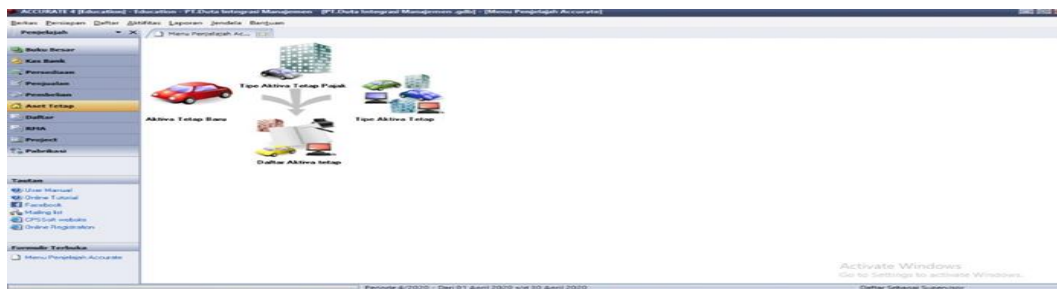 ACCURATE 4 [Education] - Education - PT.Duta Integrasi Manajemen [PT.Duta Integrasi Manajemen .gdb] - [Menu Penjelajah Accurate]
Berkas Persiapan Daftar Aktifitas Laporan Jendela Bantuan
Penjelajah
Menu Penjelajah Ac...
Buku Besar
Kas Bank
Persediaan
Penjualan
Pembelian
Aset Tetap
Daftar
RMA
Project
Pabrikasi
Tipe Aktiva Tetap Pajak
Aktiva Tetap Baru
Tipe Aktiva Tetap
Daftar Aktiva tetap
Tautan
User Manual
Online Tutorial
Facebook
Mailing list
CPSSoft website
Online Registration
Formulir Terbuka
Menu Penjelajah Accurate
Activate Windows
Go to Settings to activate Windows.
Periode 4/2020 - Dari 01 April 2020 s/d 30 April 2020
Daftar Sebagai Supervisor